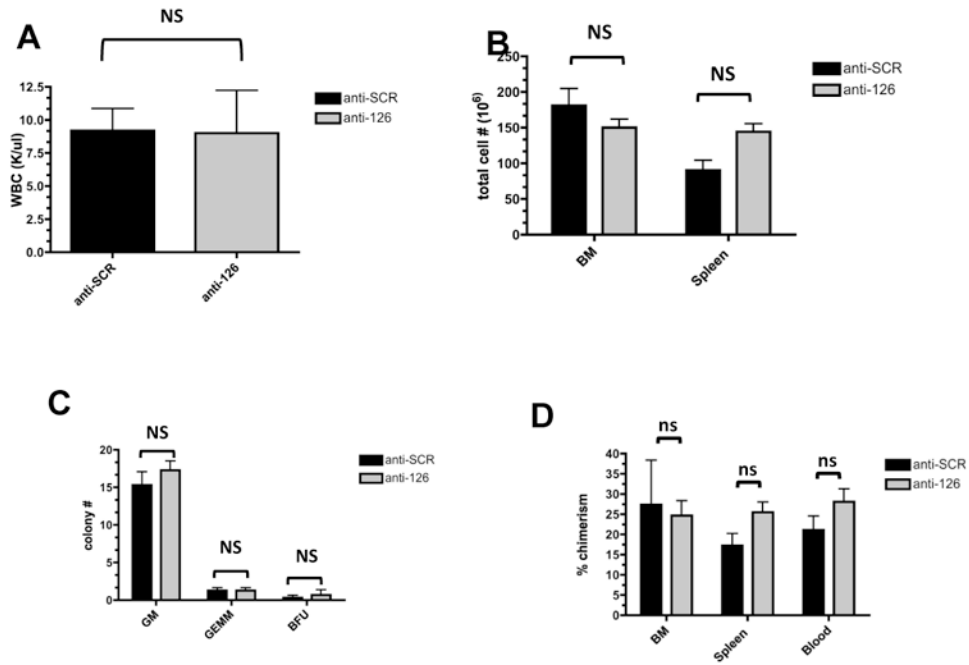 A
NS
WBC (K/ul)
12.5
10.0
7.5
5.0
2.5
0.0
anti-SCR
anti-126
anti-SCR
anti-126
B
NS
NS
total cell # (10⁶)
250
200
150
100
50
0
BM
Spleen
anti-SCR
anti-126
C
NS
NS
NS
colony #
20
15
10
5
0
GM
GEMM
BFU
anti-SCR
anti-126
D
ns
ns
ns
% chimerism
40
35
30
25
20
15
10
5
0
BM
Spleen
Blood
anti-SCR
anti-126